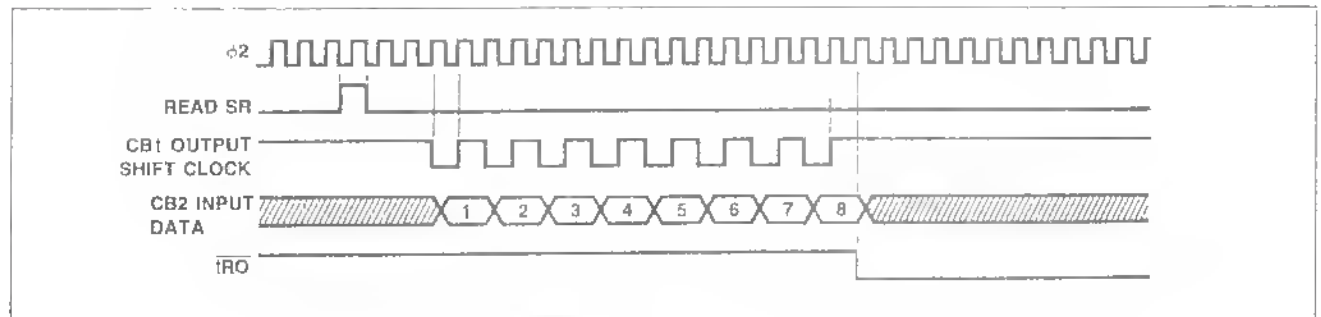 ϕ2
READ SR
CB1 OUTPUT
SHIFT CLOCK
CB2 INPUT
DATA
1 2 3 4 5 6 7 8
IRQ